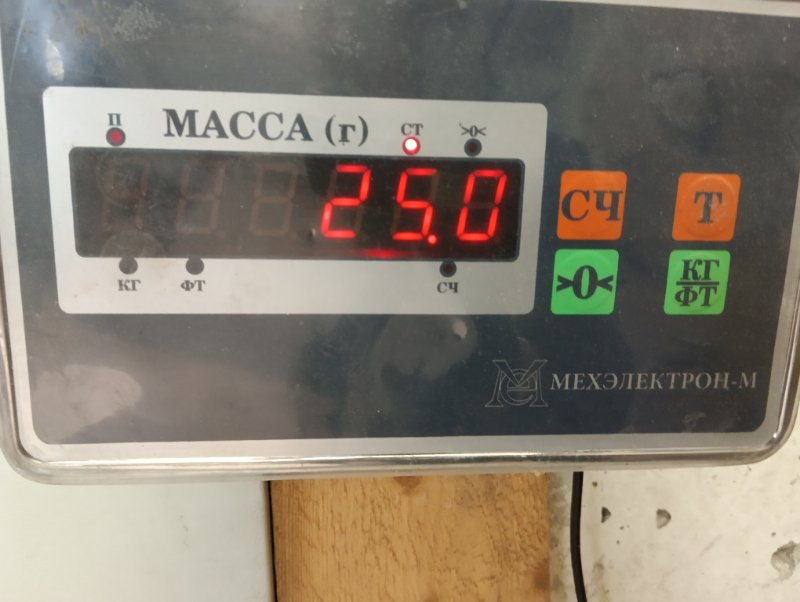 П МАССА (г) СТ >0<
25.0
КГ ФТ СЧ
СЧ Т
>0< КГ/ФТ
МЕХЭЛЕКТРОН-М